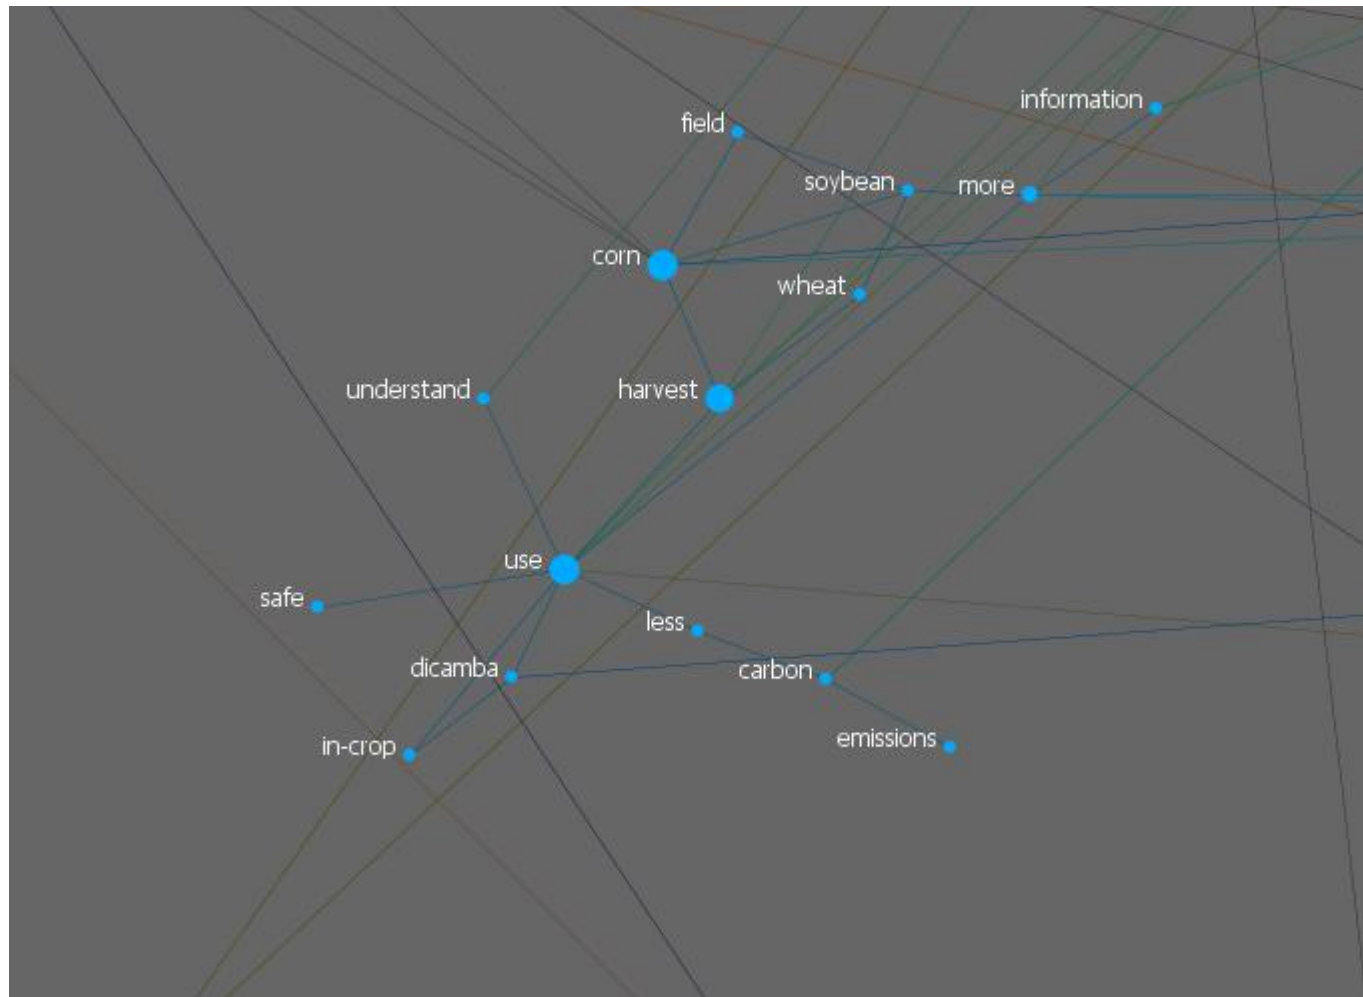 information
field
soybean
more
corn
wheat
understand
harvest
use
safe
less
dicamba
carbon
in-crop
emissions